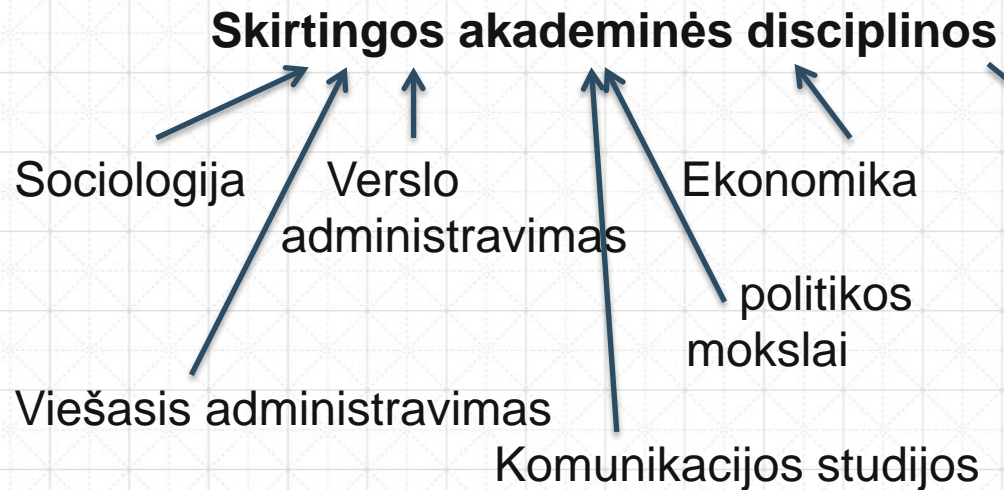 Skirtingos akademinės disciplinos
Sociologija
Verslo
administravimas
Ekonomika
politikos
mokslai
Viešasis administravimas
Komunikacijos studijos